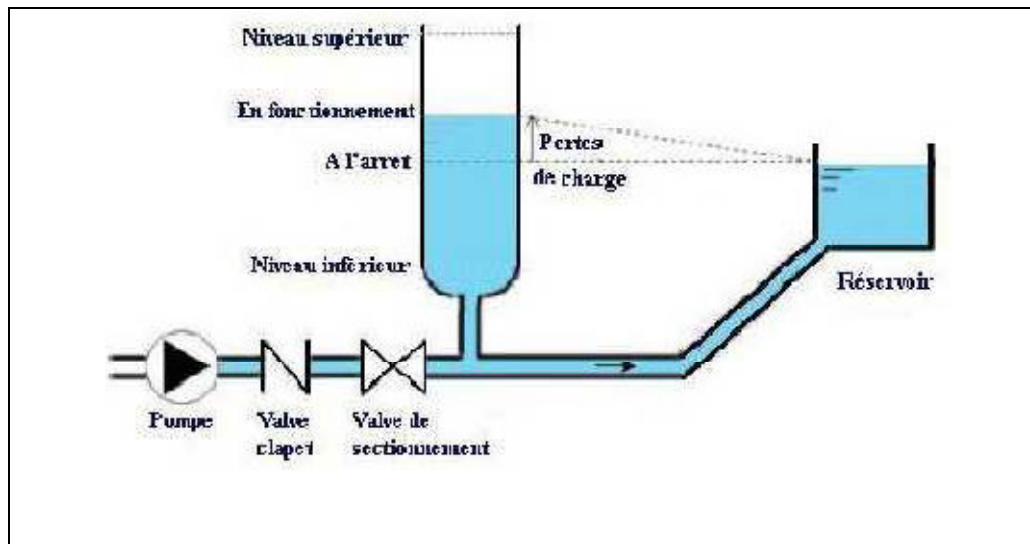 Niveau supérieur
En fonctionnement
Pertes
A l'arret
de charge
Niveau inférieur
Réservoir
Pompe
Valve
clapet
Valve de
sectionnement